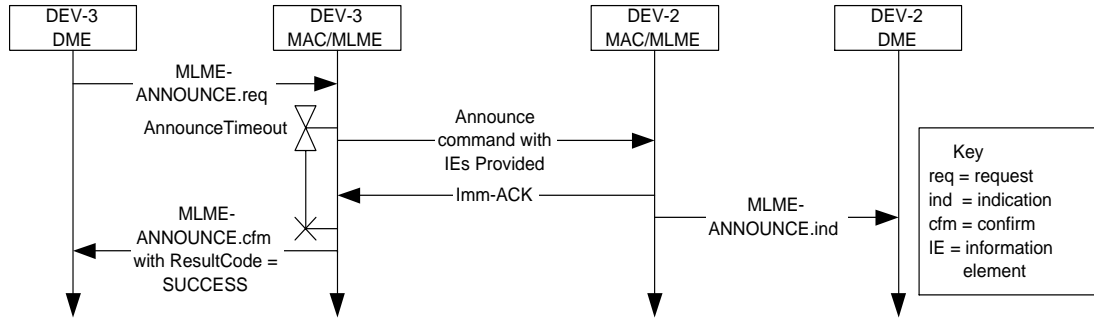 DEV-3
DME
DEV-3
MAC/MLME
DEV-2
MAC/MLME
DEV-2
DME
MLME-
ANNOUNCE.req
AnnounceTimeout
Announce
command with
IEs Provided
Imm-ACK
MLME-
ANNOUNCE.ind
MLME-
ANNOUNCE.cfm
with ResultCode =
SUCCESS
Key
req = request
ind = indication
cfm = confirm
IE = information
element